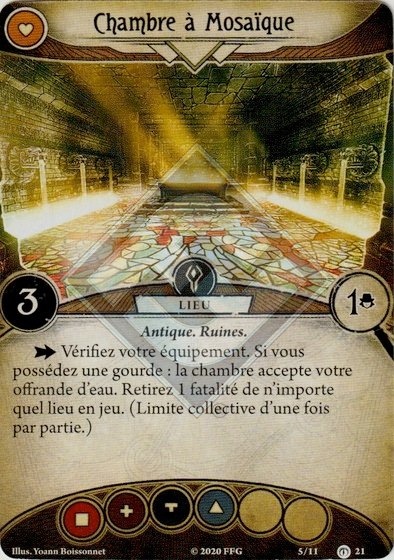 Chambre à Mosaïque
3
LIEU
1
Antique. Ruines.
Vérifiez votre équipement. Si vous
possédez une gourde : la chambre accepte votre
offrande d'eau. Retirez 1 fatalité de n'importe
quel lieu en jeu. (Limite collective d'une fois
par partie.)
Illus. Yoann Boissonnet © 2020 FFG 5/11 21